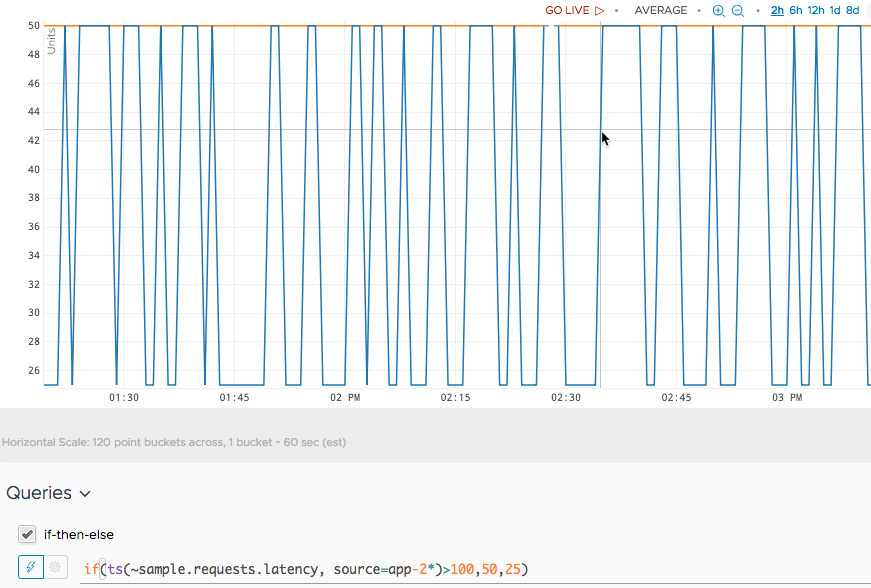 GO LIVE ▷ • AVERAGE • • 2h 6h 12h 1d 8d
Units
50
48
46
44
42
40
38
36
34
32
30
28
26
01:30 01:45 02 PM 02:15 02:30 02:45 03 PM
Horizontal Scale: 120 point buckets across, 1 bucket ~ 60 sec (est)
Queries
if-then-else
if(ts(~sample.requests.latency, source=app-2*)>100,50,25)